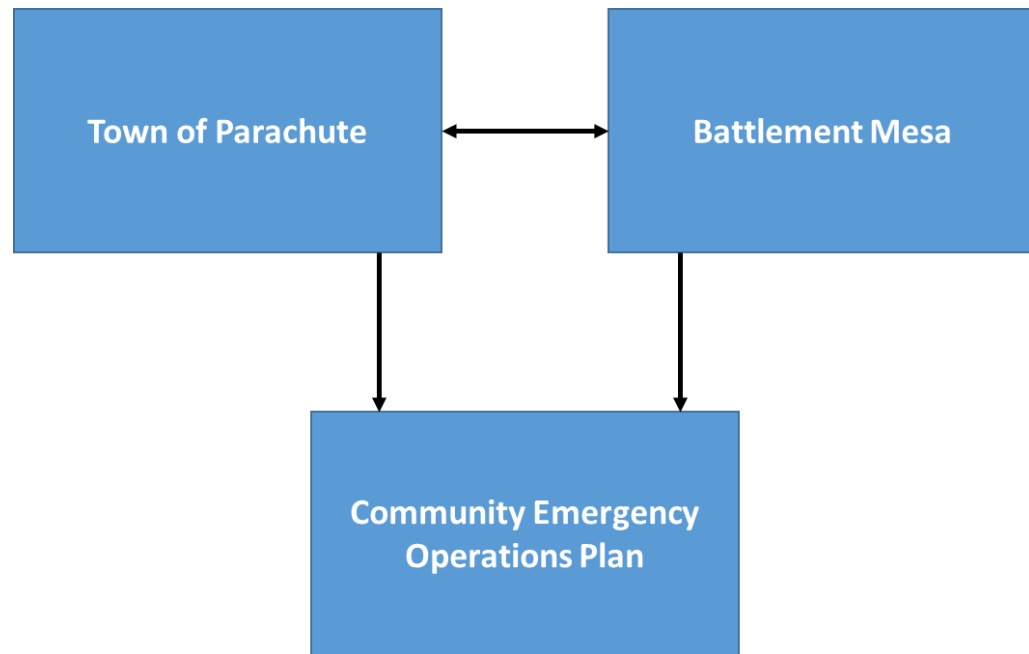 Town of Parachute
Battlement Mesa
Community Emergency
Operations Plan